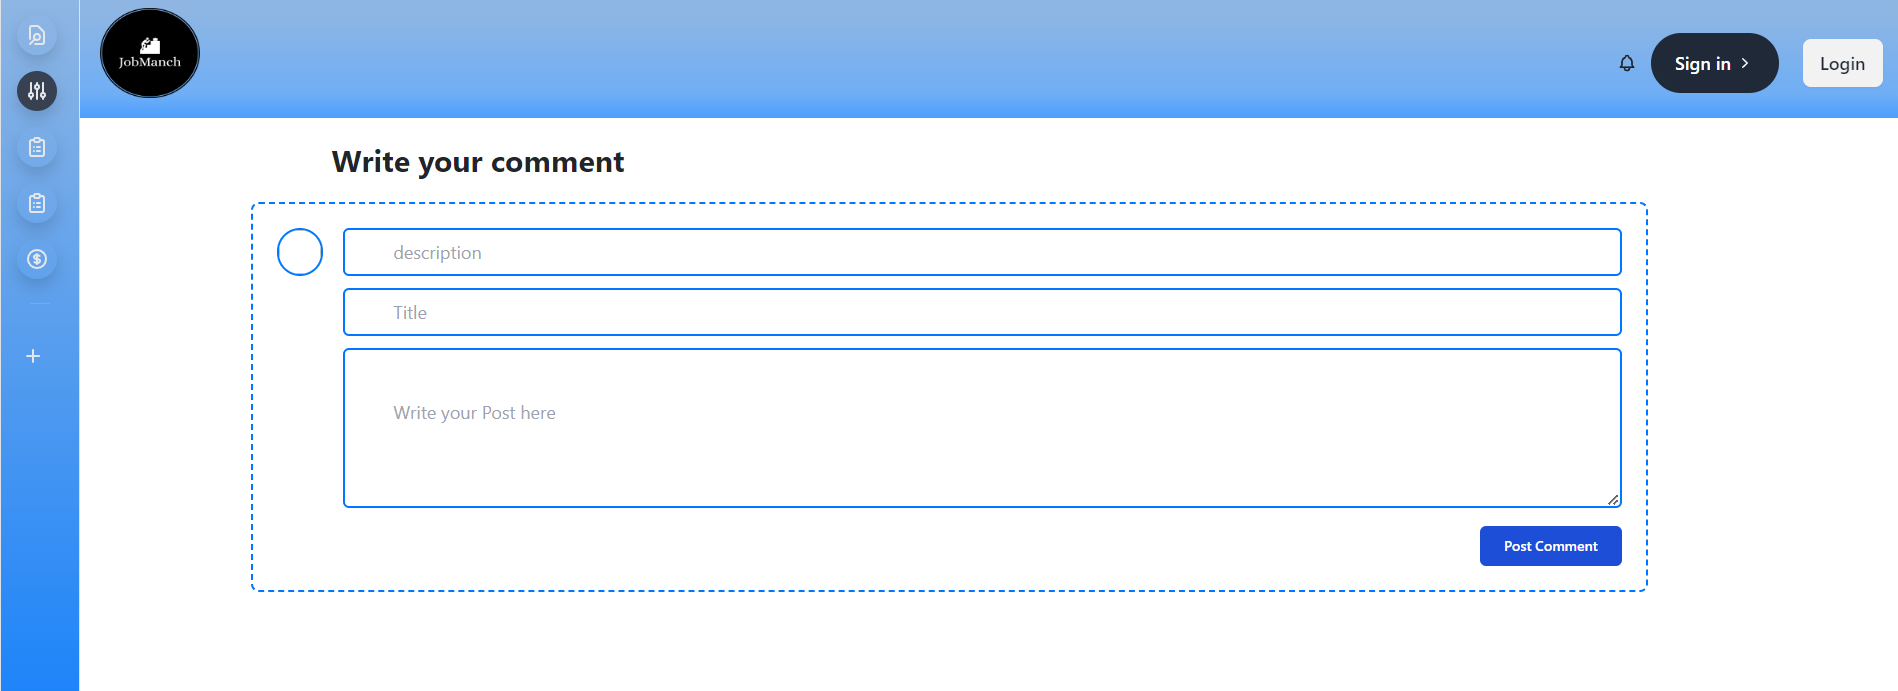 JobManch
Sign in
Login
Write your comment
description
Title
Write your Post here
Post Comment